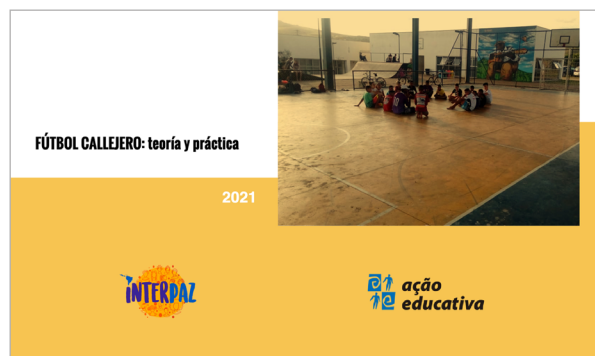 FÚTBOL CALLEJERO: teoría y práctica
2021
INTERPAZ
ação
educativa